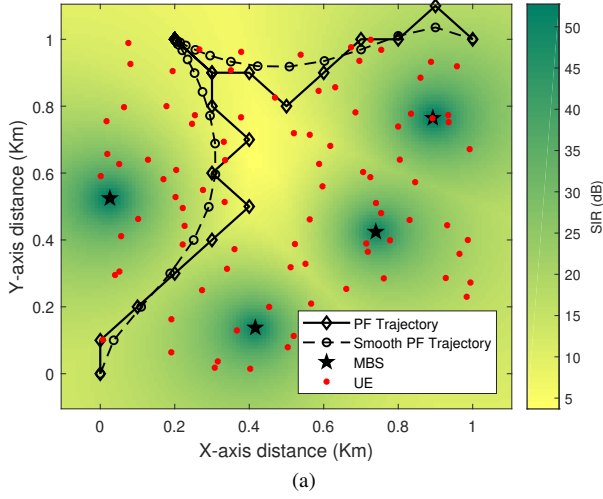 1
0.8
0.6
0.4
0.2
0
Y-axis distance (Km)
0 0.2 0.4 0.6 0.8 1
X-axis distance (Km)
PF Trajectory
Smooth PF Trajectory
MBS
UE
50
45
40
35
30
25
20
15
10
5
SIR (dB)
(a)